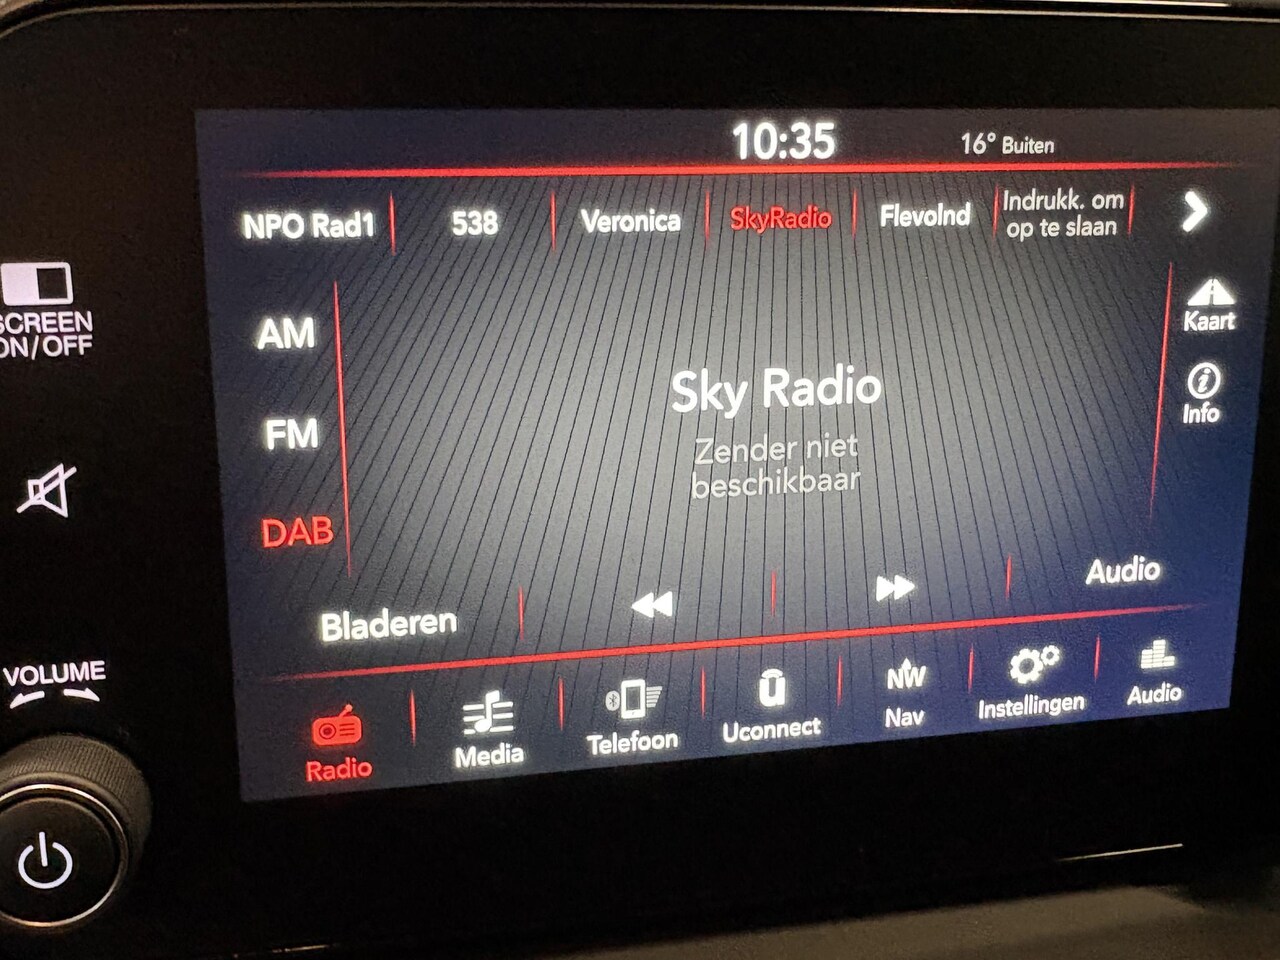 10:35
16° Buiten
NPO Rad1
538
Veronica
SkyRadio
Flevolnd
Indrukk. om
op te slaan
SCREEN
ON/OFF
AM
FM
DAB
Kaart
Info
Sky Radio
Zender niet
beschikbaar
Bladeren
Audio
VOLUME
Radio
Media
Telefoon
Uconnect
NW
Nav
Instellingen
Audio